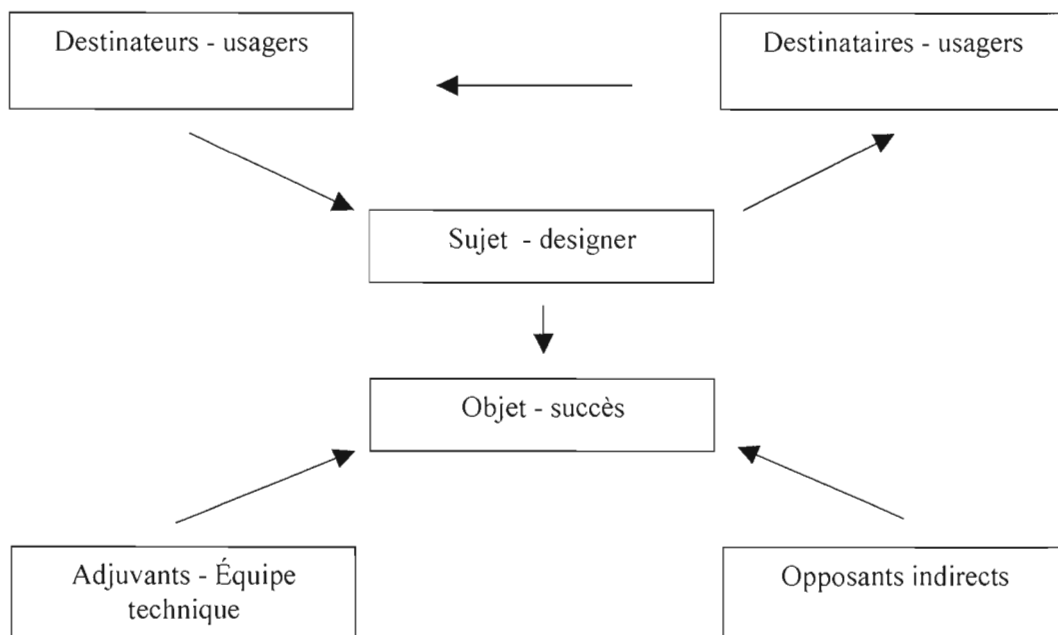 Destinateurs - usagers
Destinataires - usagers
Sujet - designer
Objet - succès
Adjuvants - Équipe
technique
Opposants indirects